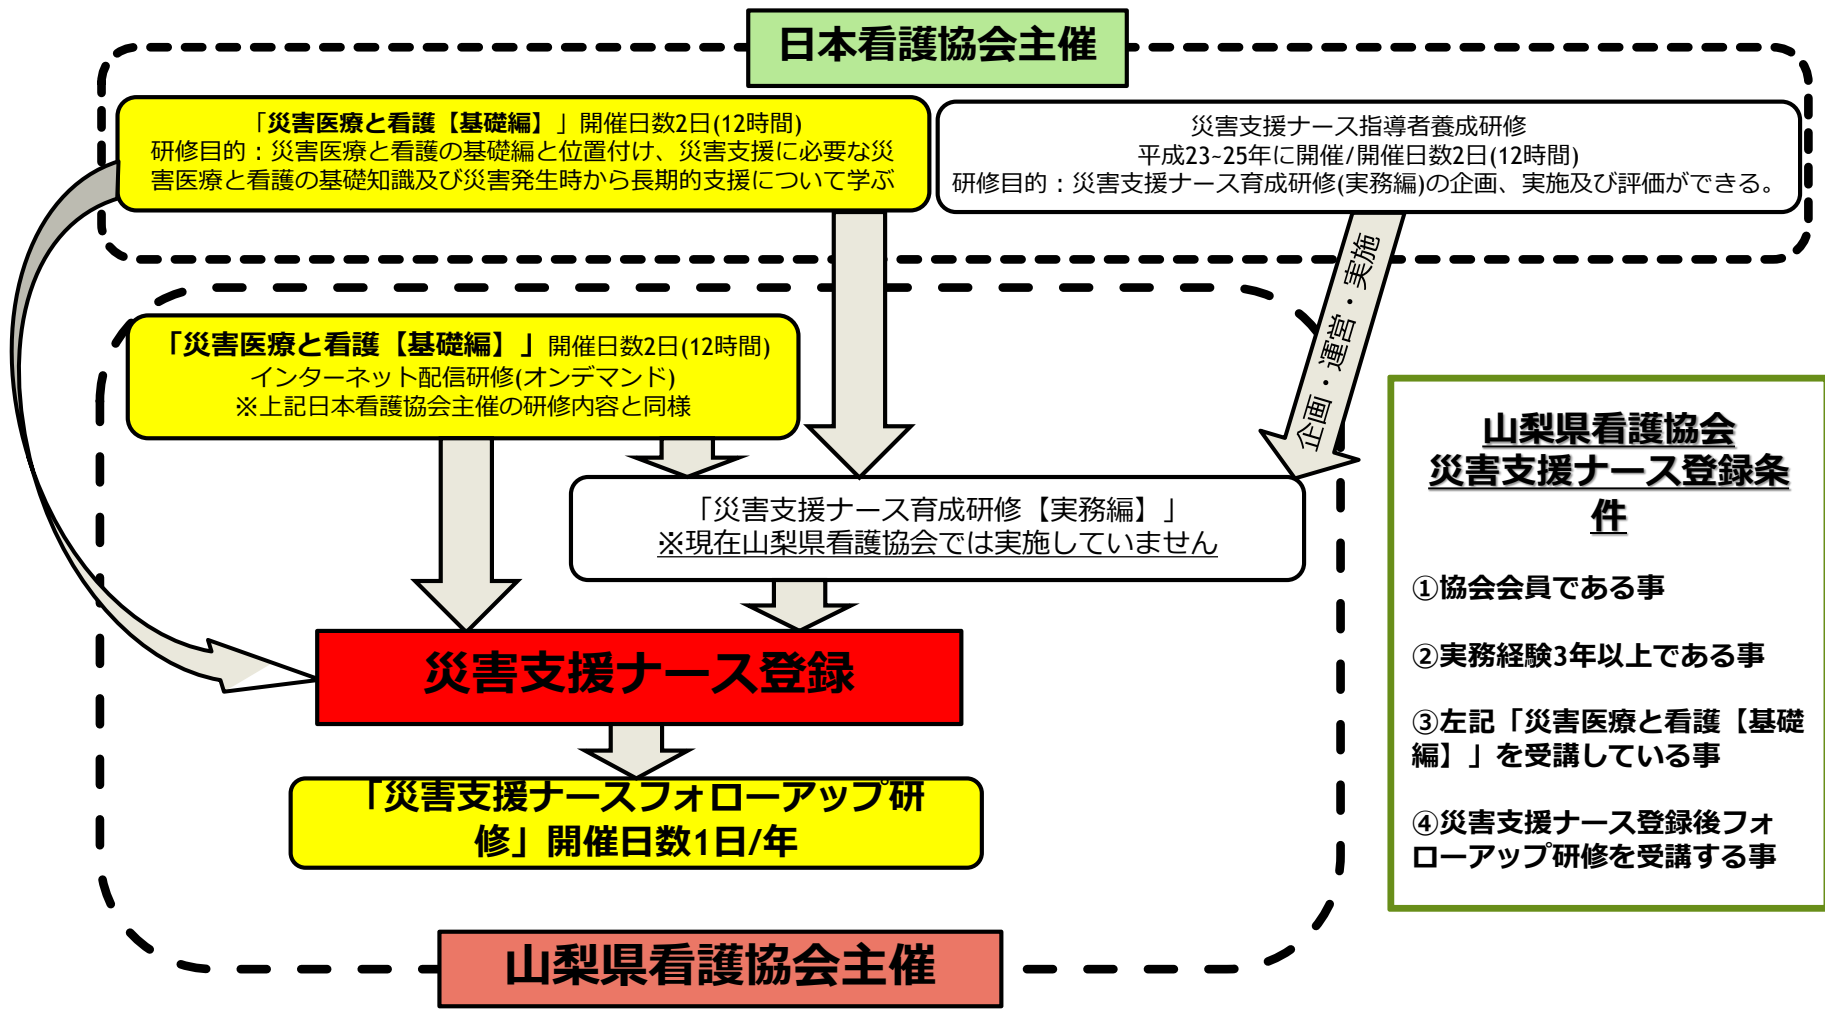 日本看護協会主催
「災害医療と看護【基礎編】」開催日数2日(12時間)
研修目的：災害医療と看護の基礎編と位置付け、災害支援に必要な災
害医療と看護の基礎知識及び災害発生時から長期的支援について学ぶ
災害支援ナース指導者養成研修
平成23~25年に開催/開催日数2日(12時間)
研修目的：災害支援ナース育成研修(実務編)の企画、実施及び評価ができる。
企画・運営・実施
「災害医療と看護【基礎編】」開催日数2日(12時間)
インターネット配信研修(オンデマンド)
※上記日本看護協会主催の研修内容と同様
「災害支援ナース育成研修【実務編】」
※現在山梨県看護協会では実施していません
災害支援ナース登録
「災害支援ナースフォローアップ研
修」開催日数1日/年
山梨県看護協会主催
山梨県看護協会
災害支援ナース登録条
件
①協会会員である事
②実務経験3年以上である事
③左記「災害医療と看護【基礎
編】」を受講している事
④災害支援ナース登録後フォ
ローアップ研修を受講する事